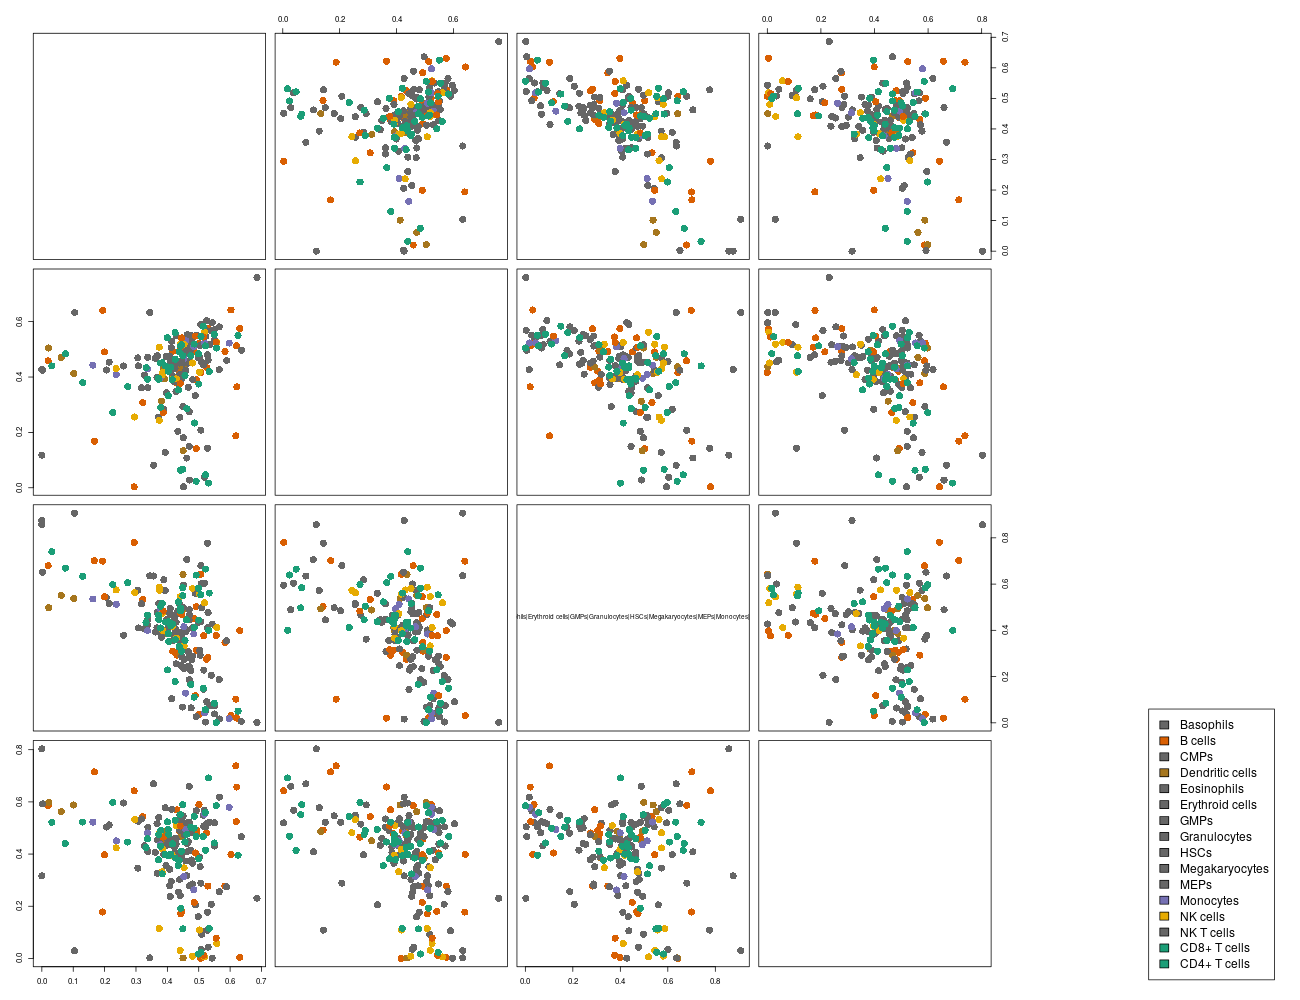 0.0 0.2 0.4 0.6
0.0 0.2 0.4 0.6 0.8
0.0 0.1 0.2 0.3 0.4 0.5 0.6 0.7
0.0 0.2 0.4 0.6
hils|Erythroid cells|GMPs|Granulocytes|HSCs|Megakaryocytes|MEPs|Monocytes|
0.0 0.2 0.4 0.6 0.8
0.0 0.2 0.4 0.6 0.8
0.0 0.1 0.2 0.3 0.4 0.5 0.6 0.7
0.0 0.2 0.4 0.6 0.8
Basophils
B cells
CMPs
Dendritic cells
Eosinophils
Erythroid cells
GMPs
Granulocytes
HSCs
Megakaryocytes
MEPs
Monocytes
NK cells
NK T cells
CD8+ T cells
CD4+ T cells